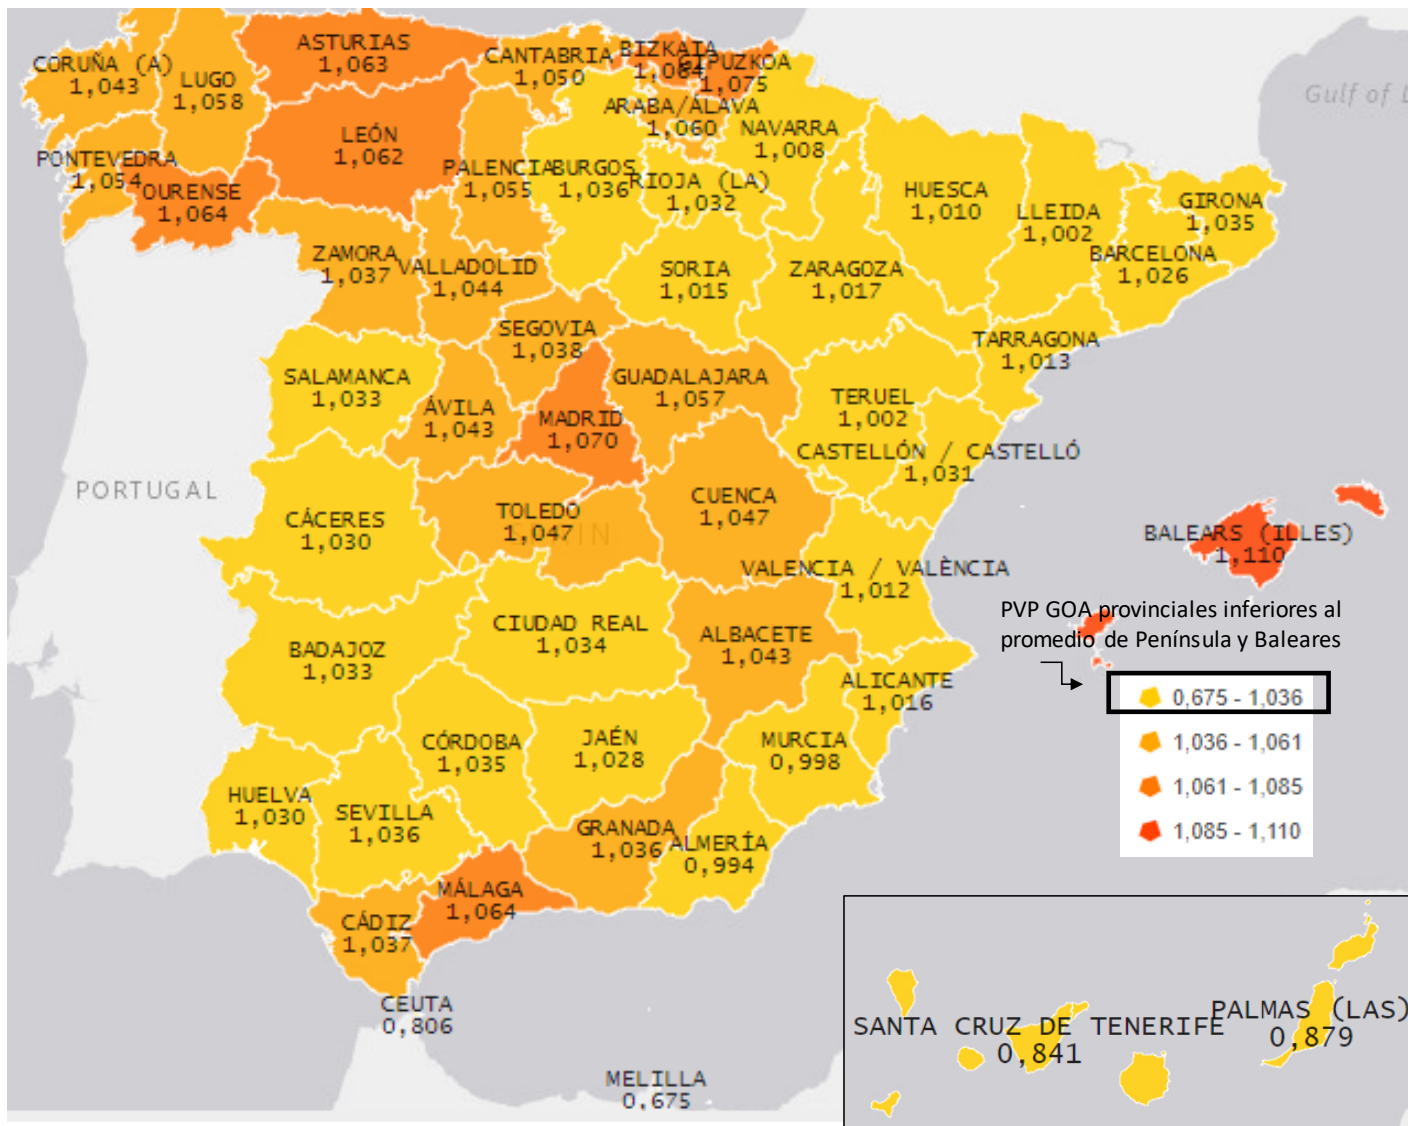 CORUÑA (A)
1,043
LUGO
1,058
ASTURIAS
1,063
CANTABRIA
1,050
BIZKAIA
1,064
GIPUZKOA
1,075
Gulf of
PONTEVEDRA
1,054
OURENSE
1,064
LEÓN
1,062
PALENCIA
1,055
BURGOS
1,036
ARABA/ÁLAVA
1,060
RIOJA (LA)
1,032
NAVARRA
1,008
HUESCA
1,010
LLEIDA
1,002
GIRONA
1,035
BARCELONA
1,026
ZAMORA
1,037
VALLADOLID
1,044
SORIA
1,015
ZARAGOZA
1,017
SEGOVIA
1,038
TARRAGONA
1,013
SALAMANCA
1,033
ÁVILA
1,043
MADRID
1,070
GUADALAJARA
1,057
TERUEL
1,002
CASTELLÓN / CASTELLÓ
1,031
PORTUGAL
CÁCERES
1,030
TOLEDO
1,047
CUENCA
1,047
BALEARS (ILLES)
1,110
VALENCIA / VALÈNCIA
1,012
BADAJOZ
1,033
CIUDAD REAL
1,034
ALBACETE
1,043
ALICANTE
1,016
PVP GOA provinciales inferiores al
promedio de Península y Baleares
0,675 - 1,036
1,036 - 1,061
1,061 - 1,085
1,085 - 1,110
CÓRDOBA
1,035
JAÉN
1,028
MURCIA
0,998
HUELVA
1,030
SEVILLA
1,036
GRANADA
1,036
ALMERÍA
0,994
MÁLAGA
1,064
CÁDIZ
1,037
CEUTA
0,806
MELILLA
0,675
SANTA CRUZ DE TENERIFE
0,841
PALMAS (LAS)
0,879